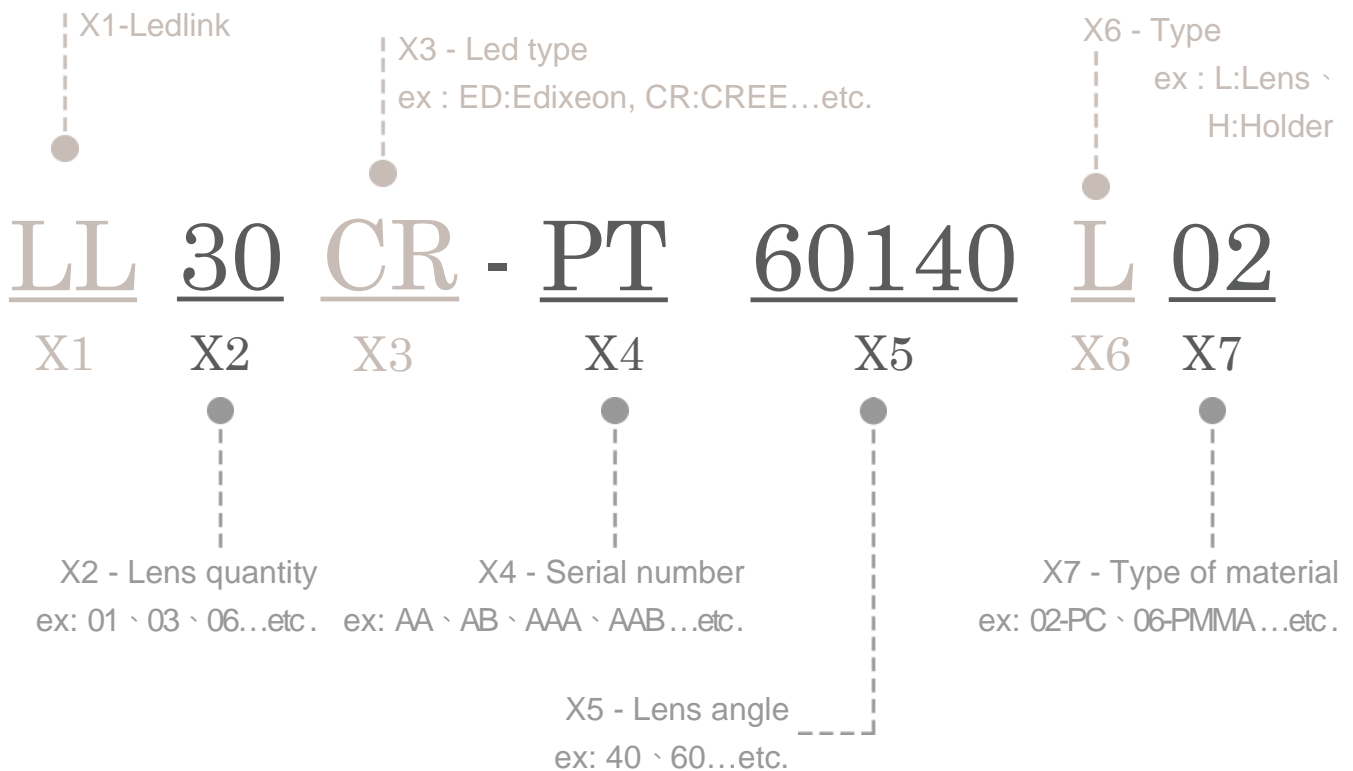 X1-Ledlink
X3 - Led type
ex : ED:Edixeon, CR:CREE…etc.
X6 - Type
ex : L:Lens、
H:Holder
LL 30 CR - PT 60140 L 02
X1 X2 X3 X4 X5 X6 X7
X2 - Lens quantity
ex: 01、03、06…etc.
X4 - Serial number
ex: AA、AB、AAA、AAB…etc.
X7 - Type of material
ex: 02-PC、06-PMMA…etc.
X5 - Lens angle
ex: 40、60…etc.